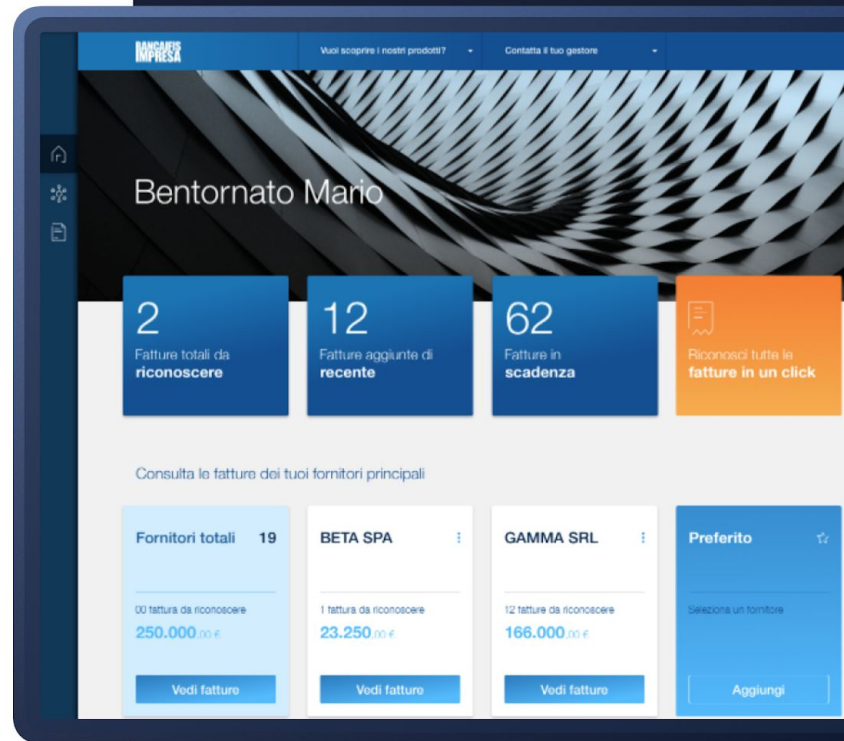 BANCAIFIS
IMPRESA
Vuoi scoprire i nostri prodotti?
Contatta il tuo gestore
Bentornato Mario
2
Fatture totali da
riconoscere
12
Fatture aggiunte di
recente
62
Fatture in
scadenza
Riconosci tutte le
fatture in un click
Consulta le fatture dei tuoi fornitori principali
Fornitori totali 19
00 fattura da riconoscere
250.000,00 €
Vedi fatture
BETA SPA
1 fattura da riconoscere
23.250,00 €
Vedi fatture
GAMMA SRL
12 fatture da riconoscere
166.000,00 €
Vedi fatture
Preferito
Seleziona un fornitore
Aggiungi